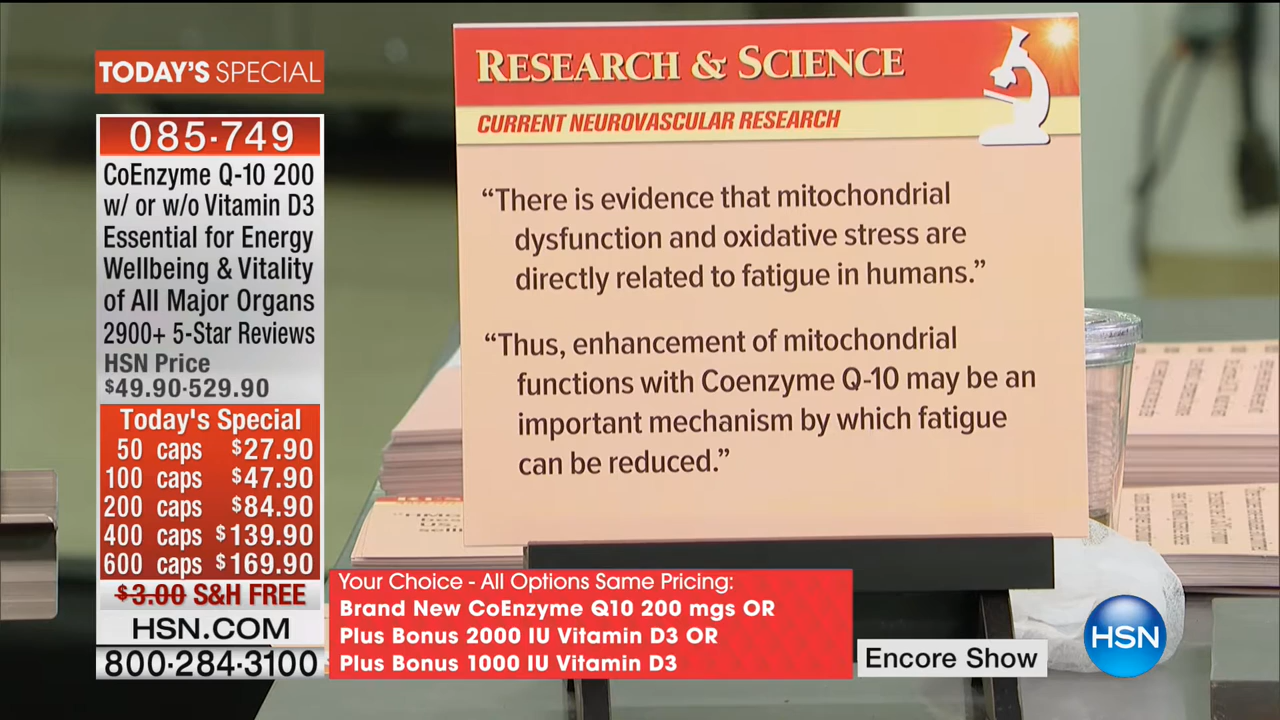 TODAY'S SPECIAL
085·749
CoEnzyme Q-10 200
w/ or w/o Vitamin D3
Essential for Energy
Wellbeing & Vitality
of All Major Organs
2900+ 5-Star Reviews
HSN Price
$49.90-529.90
Today's Special
50 caps $27.90
100 caps $47.90
200 caps $84.90
400 caps $139.90
600 caps $169.90
$3.00 S&H FREE
HSN.COM
800·284·3100
RESEARCH & SCIENCE
CURRENT NEUROVASCULAR RESEARCH
“There is evidence that mitochondrial
dysfunction and oxidative stress are
directly related to fatigue in humans.”
“Thus, enhancement of mitochondrial
functions with Coenzyme Q-10 may be an
important mechanism by which fatigue
can be reduced.”
Your Choice - All Options Same Pricing:
Brand New CoEnzyme Q10 200 mgs OR
Plus Bonus 2000 IU Vitamin D3 OR
Plus Bonus 1000 IU Vitamin D3
Encore Show
HSN